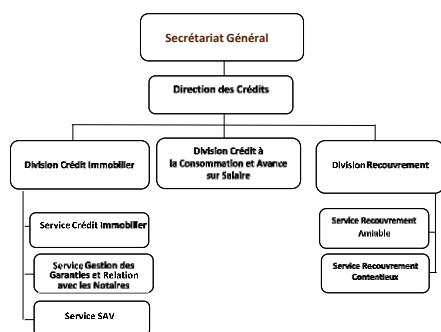 Secrétariat Général
Direction des Crédits
Division Crédit Immobilier
Division Crédit à
la Consommation et Avance
sur Salaire
Division Recouvrement
Service Crédit Immobilier
Service Gestion des
Garanties et Relation
avec les Notaires
Service SAV
Service Recouvrement
Amiable
Service Recouvrement
Contentieux